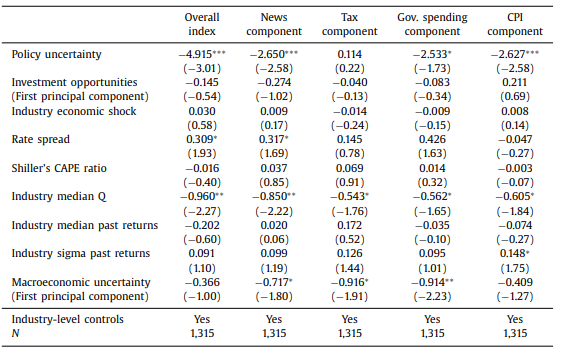 Overall index News component Tax component Gov. spending component CPI component
Policy uncertainty −4.915*** −2.650*** 0.114 −2.533* −2.627***
(−3.01) (−2.58) (0.22) (−1.73) (−2.58)
Investment opportunities −0.145 −0.274 −0.040 −0.083 0.211
(First principal component) (−0.54) (−1.02) (−0.13) (−0.34) (0.69)
Industry economic shock 0.030 0.009 −0.014 −0.009 0.008
(0.58) (0.17) (−0.24) (−0.15) (0.14)
Rate spread 0.309* 0.317* 0.145 0.426 −0.047
(1.93) (1.69) (0.78) (1.63) (−0.27)
Shiller's CAPE ratio −0.016 0.037 0.069 0.014 −0.003
(−0.40) (0.85) (0.91) (0.32) (−0.07)
Industry median Q −0.960** −0.850** −0.543* −0.562* −0.605*
(−2.27) (−2.22) (−1.76) (−1.65) (−1.84)
Industry median past returns −0.202 0.020 0.172 −0.035 −0.074
(−0.60) (0.06) (0.52) (−0.10) (−0.27)
Industry sigma past returns 0.091 0.099 0.126 0.095 0.148*
(1.10) (1.19) (1.44) (1.01) (1.75)
Macroeconomic uncertainty −0.366 −0.717* −0.916* −0.914** −0.409
(First principal component) (−1.00) (−1.80) (−1.91) (−2.23) (−1.27)
Industry-level controls Yes Yes Yes Yes Yes
N 1,315 1,315 1,315 1,315 1,315